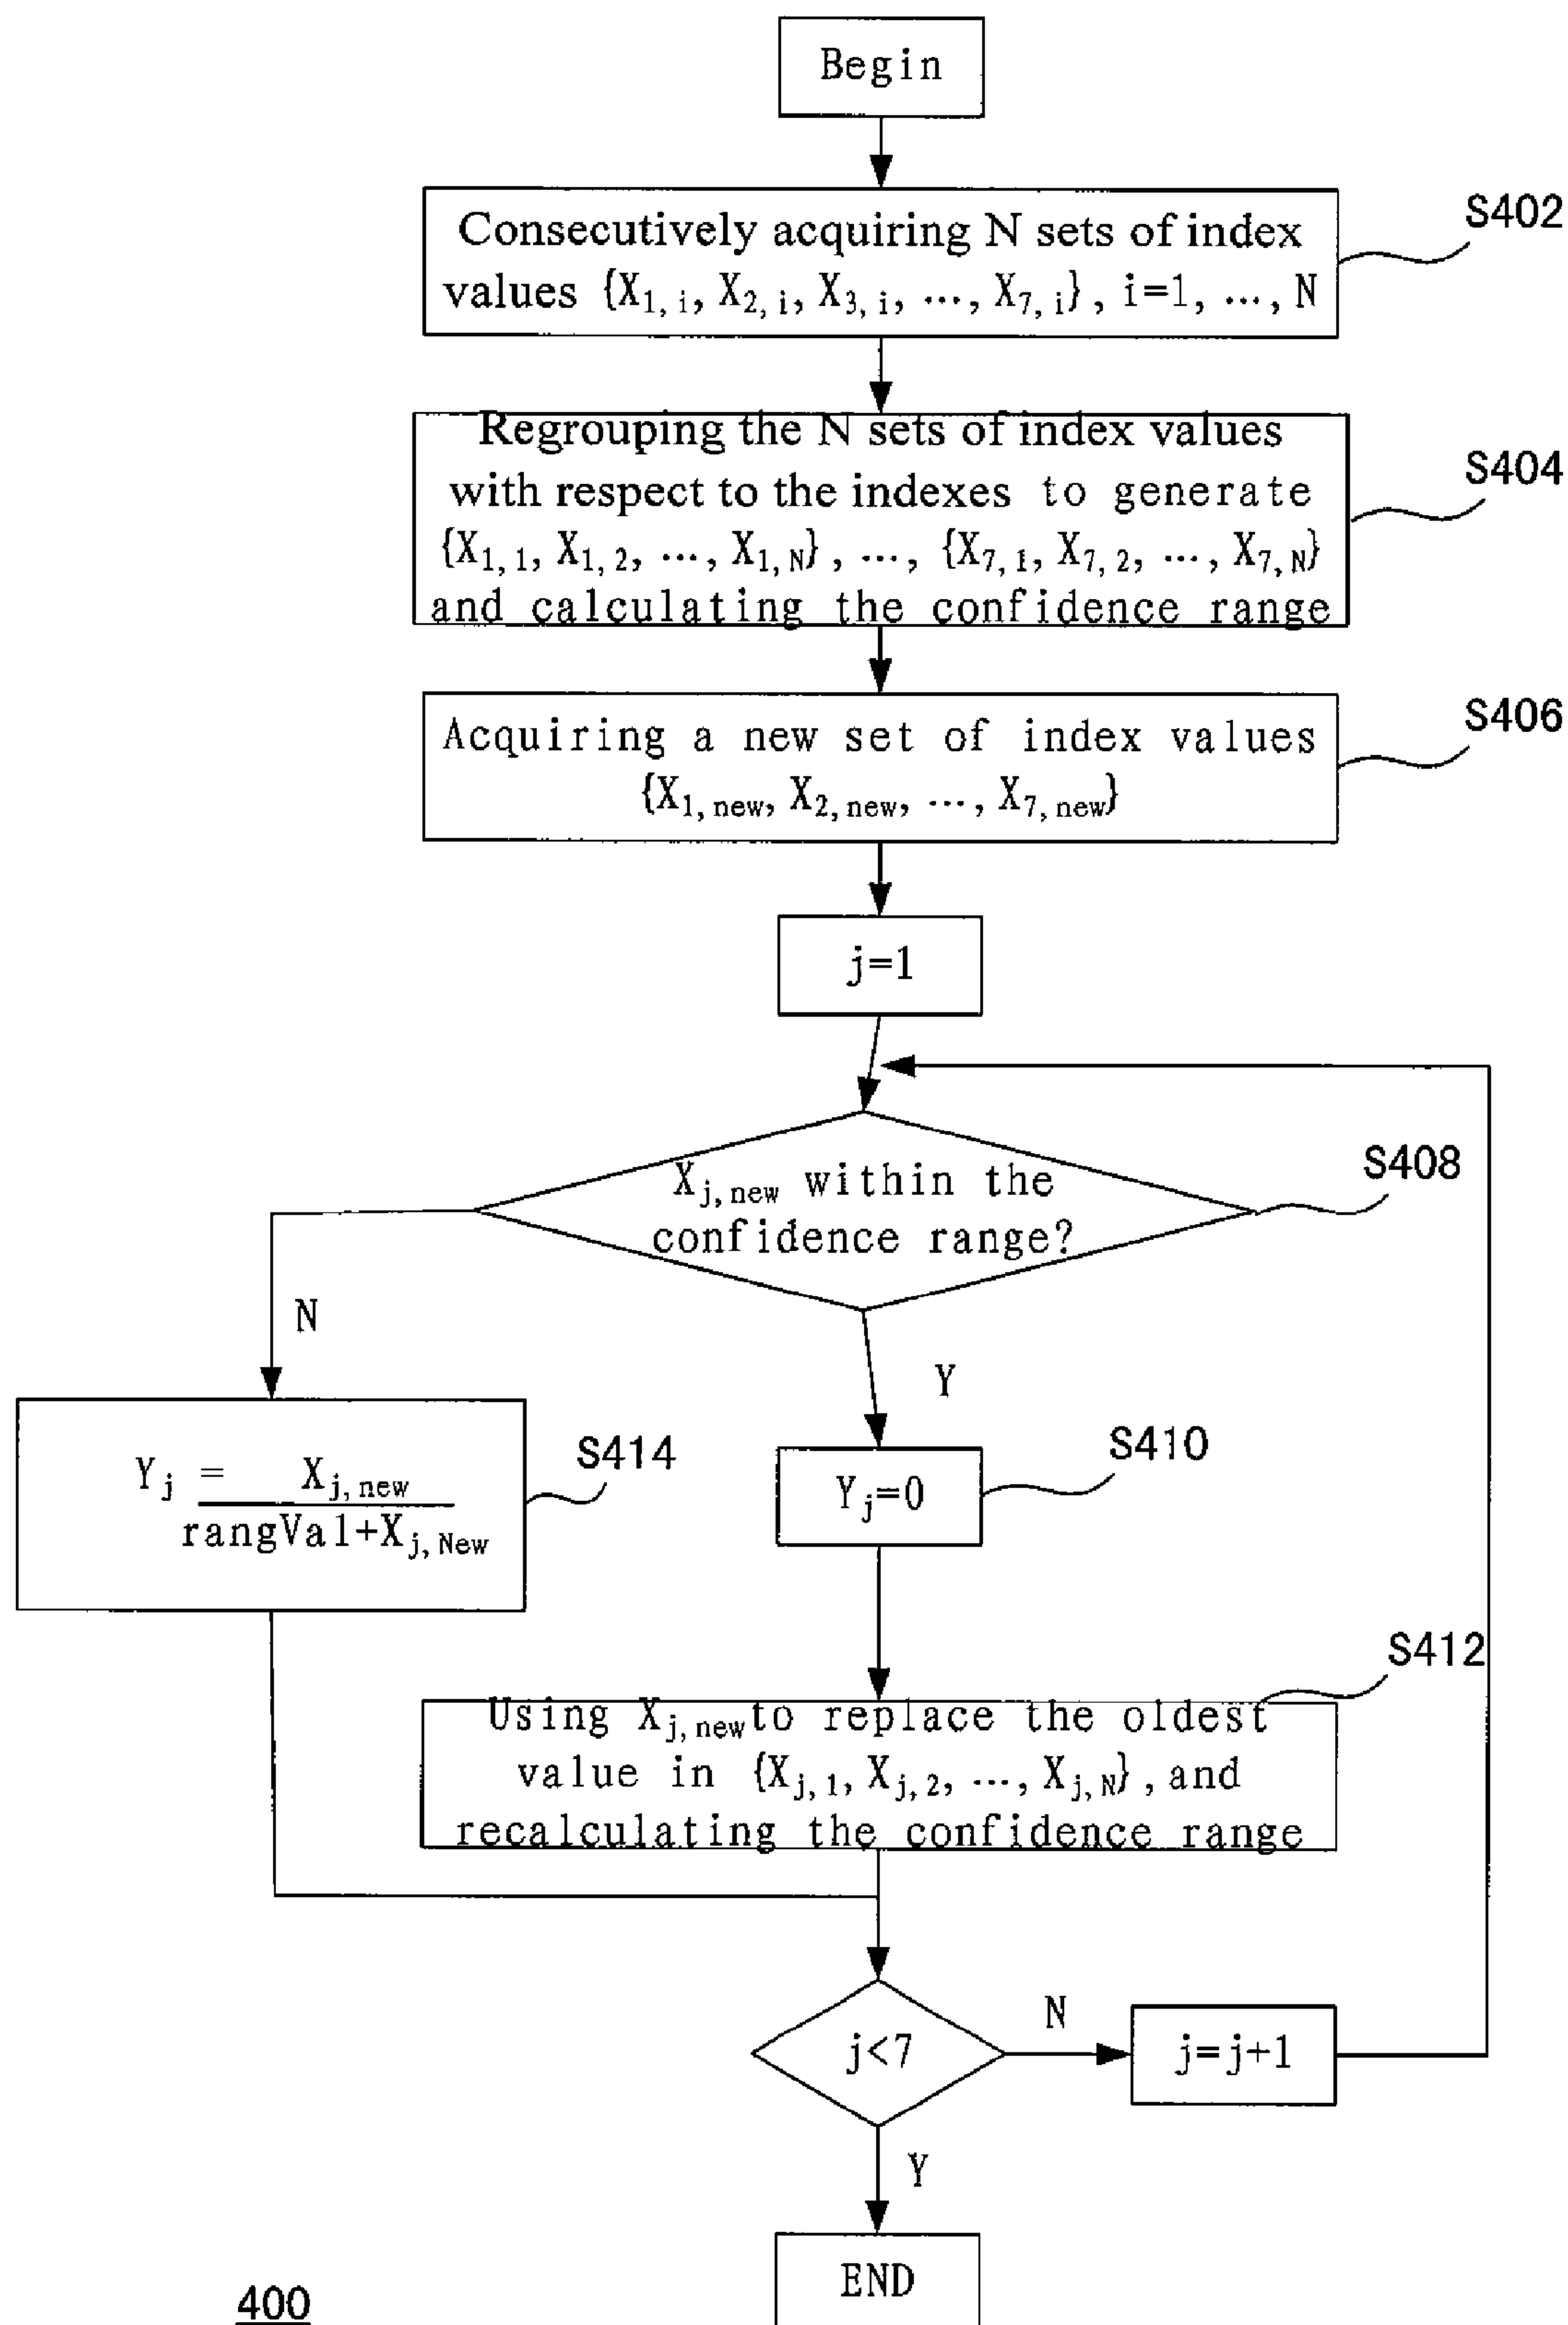 Begin
Consecutively acquiring N sets of index
values {X1, i, X2, i, X3, i, ..., X7, i}, i=1, ..., N
S402
Regrouping the N sets of index values
with respect to the indexes to generate
{X1, 1, X1, 2, ..., X1, N}, ..., {X7, 1, X7, 2, ..., X7, N}
and calculating the confidence range
S404
Acquiring a new set of index values
{X1, new, X2, new, ..., X7, new}
S406
j=1
Xj, new within the
confidence range?
S408
N
Y
Yj = Xj, new
rangVal+Xj, New
S414
Yj=0
S410
Using Xj, new to replace the oldest
value in {Xj, 1, Xj, 2, ..., Xj, N}, and
recalculating the confidence range
S412
j<7
N
j=j+1
Y
END
400